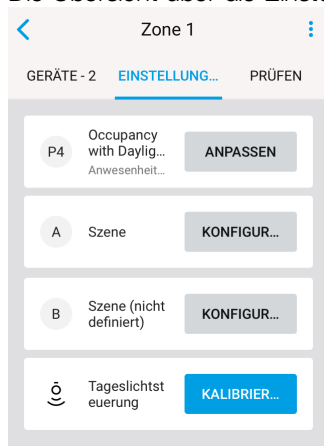 Die Übersicht über die Einste
Zone 1
GERÄTE - 2 EINSTELLUNG... PRÜFEN
P4
Occupancy
with Daylig...
Anwesenheit...
ANPASSEN
A
Szene
KONFIGUR...
B
Szene (nicht
definiert)
KONFIGUR...
Tageslichtst
euerung
KALIBRIER...